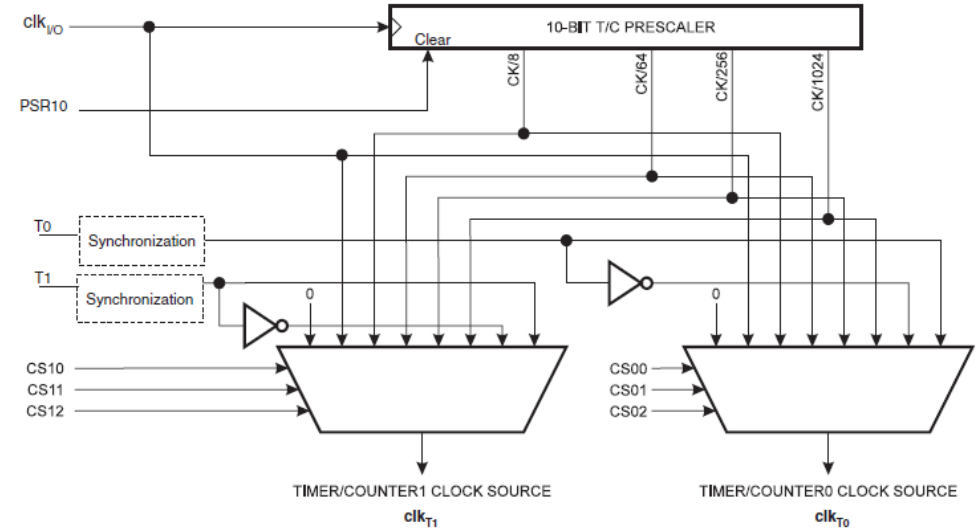 clkI/O
10-BIT T/C PRESCALER
Clear
PSR10
CK/8
CK/64
CK/256
CK/1024
T0
Synchronization
T1
Synchronization
0
0
CS10
CS11
CS12
CS00
CS01
CS02
TIMER/COUNTER1 CLOCK SOURCE
clkT1
TIMER/COUNTER0 CLOCK SOURCE
clkT0